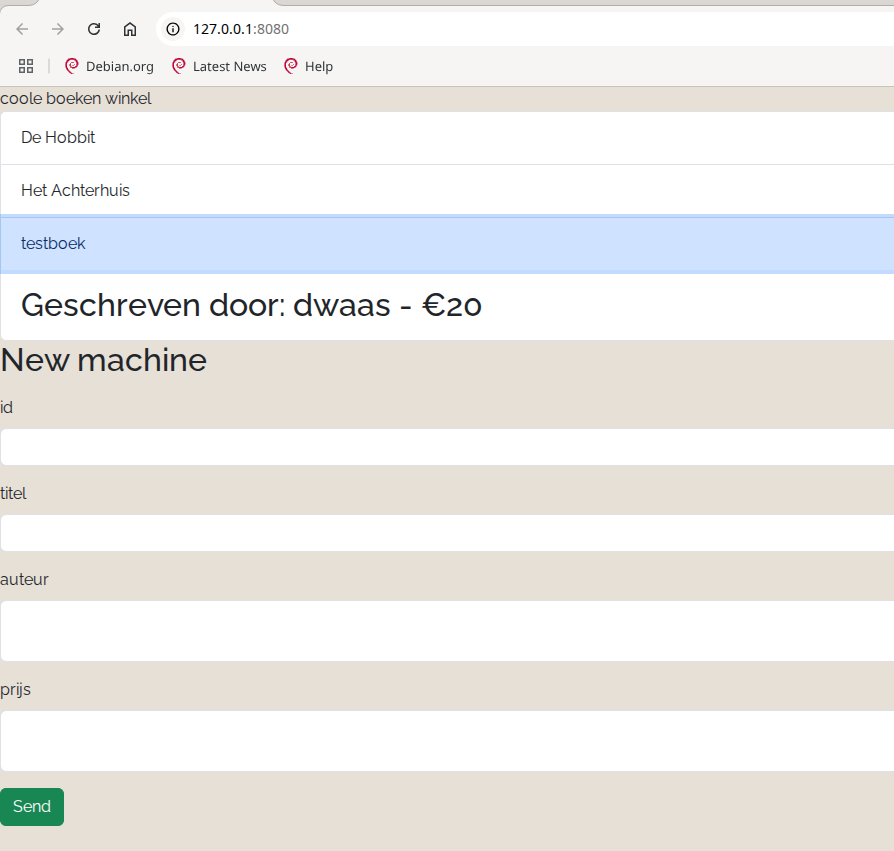 127.0.0.1:8080
Debian.org Latest News Help
coole boeken winkel
De Hobbit
Het Achterhuis
testboek
Geschreven door: dwaas - €20
New machine
id
titel
auteur
prijs
Send